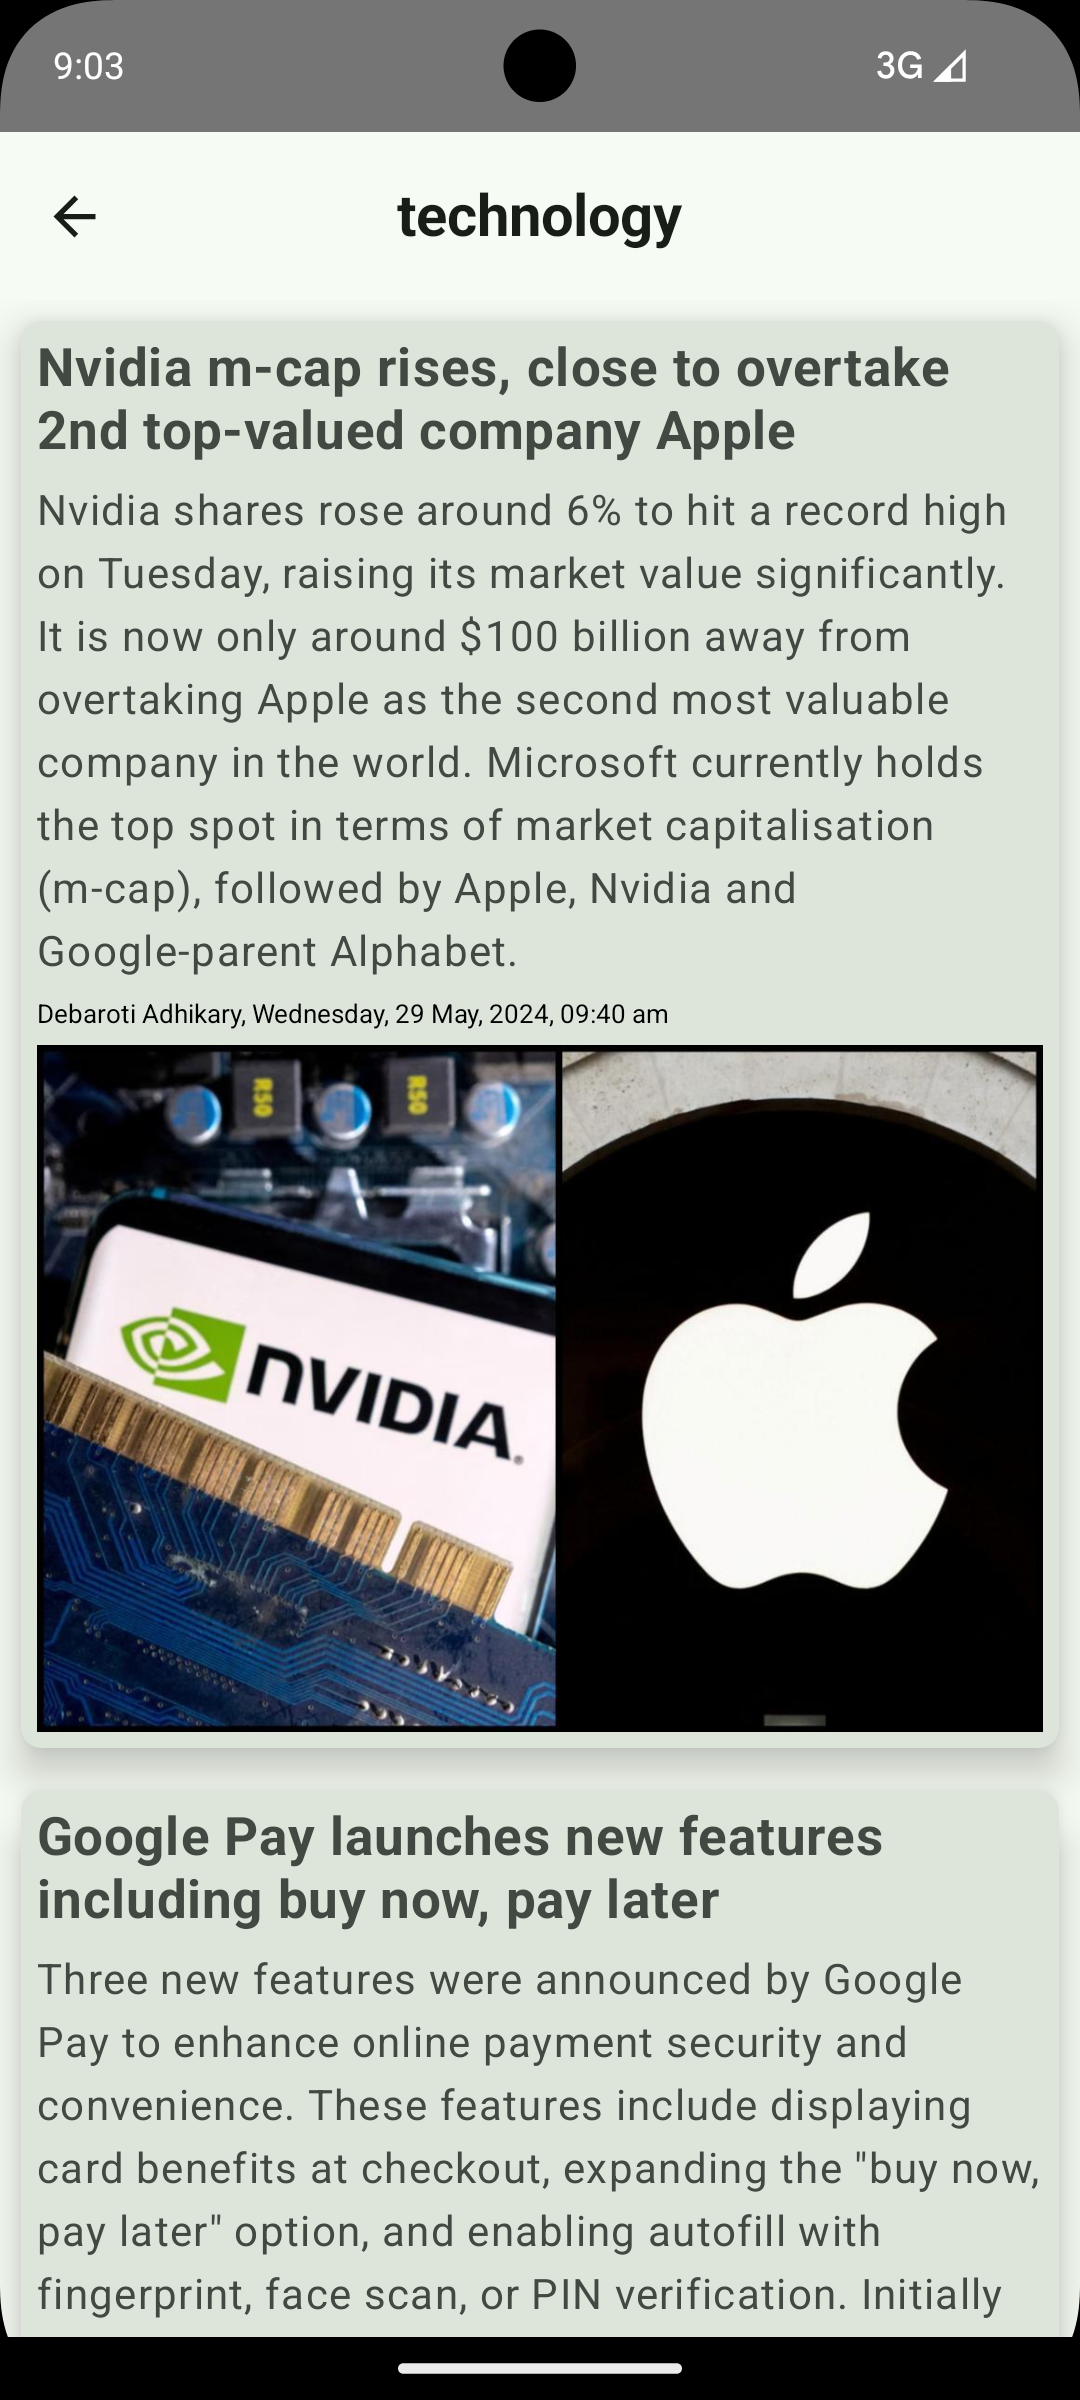 9:03
3G
technology
Nvidia m-cap rises, close to overtake
2nd top-valued company Apple
Nvidia shares rose around 6% to hit a record high
on Tuesday, raising its market value significantly.
It is now only around $100 billion away from
overtaking Apple as the second most valuable
company in the world. Microsoft currently holds
the top spot in terms of market capitalisation
(m-cap), followed by Apple, Nvidia and
Google-parent Alphabet.
Debaroti Adhikary, Wednesday, 29 May, 2024, 09:40 am
R50
R50
NVIDIA
Google Pay launches new features
including buy now, pay later
Three new features were announced by Google
Pay to enhance online payment security and
convenience. These features include displaying
card benefits at checkout, expanding the "buy now,
pay later" option, and enabling autofill with
fingerprint, face scan, or PIN verification. Initially